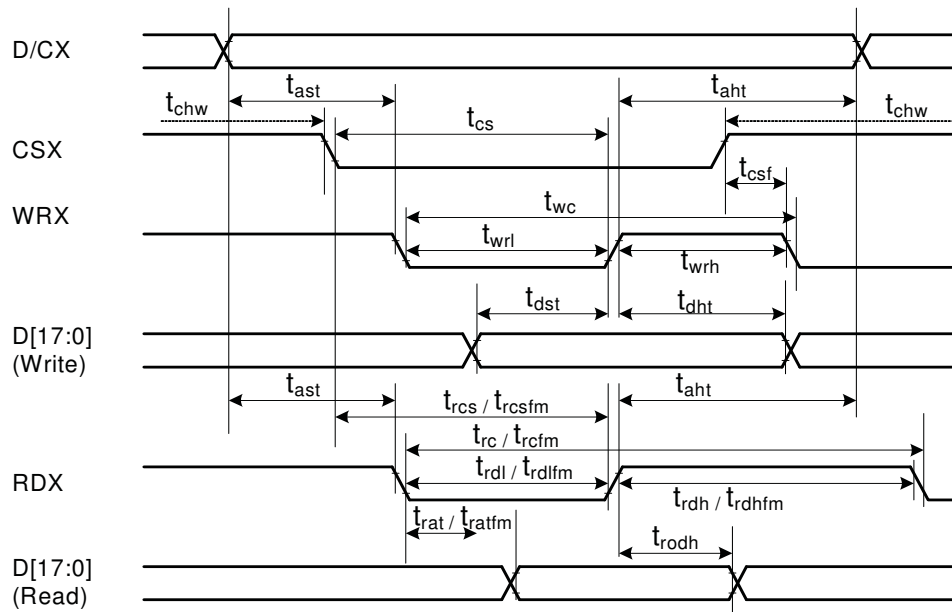 D/CX
t_ast
t_aht
t_chw
t_chw
t_cs
CSX
t_csf
WRX
t_wc
t_wrl
t_wrh
t_dst
t_dht
D[17:0]
(Write)
t_ast
t_aht
t_rcs / t_rcsfm
t_rc / t_rcfm
t_rdl / t_rdlfm
RDX
t_rdh / t_rdhfm
t_rat / t_ratfm
t_rodh
D[17:0]
(Read)